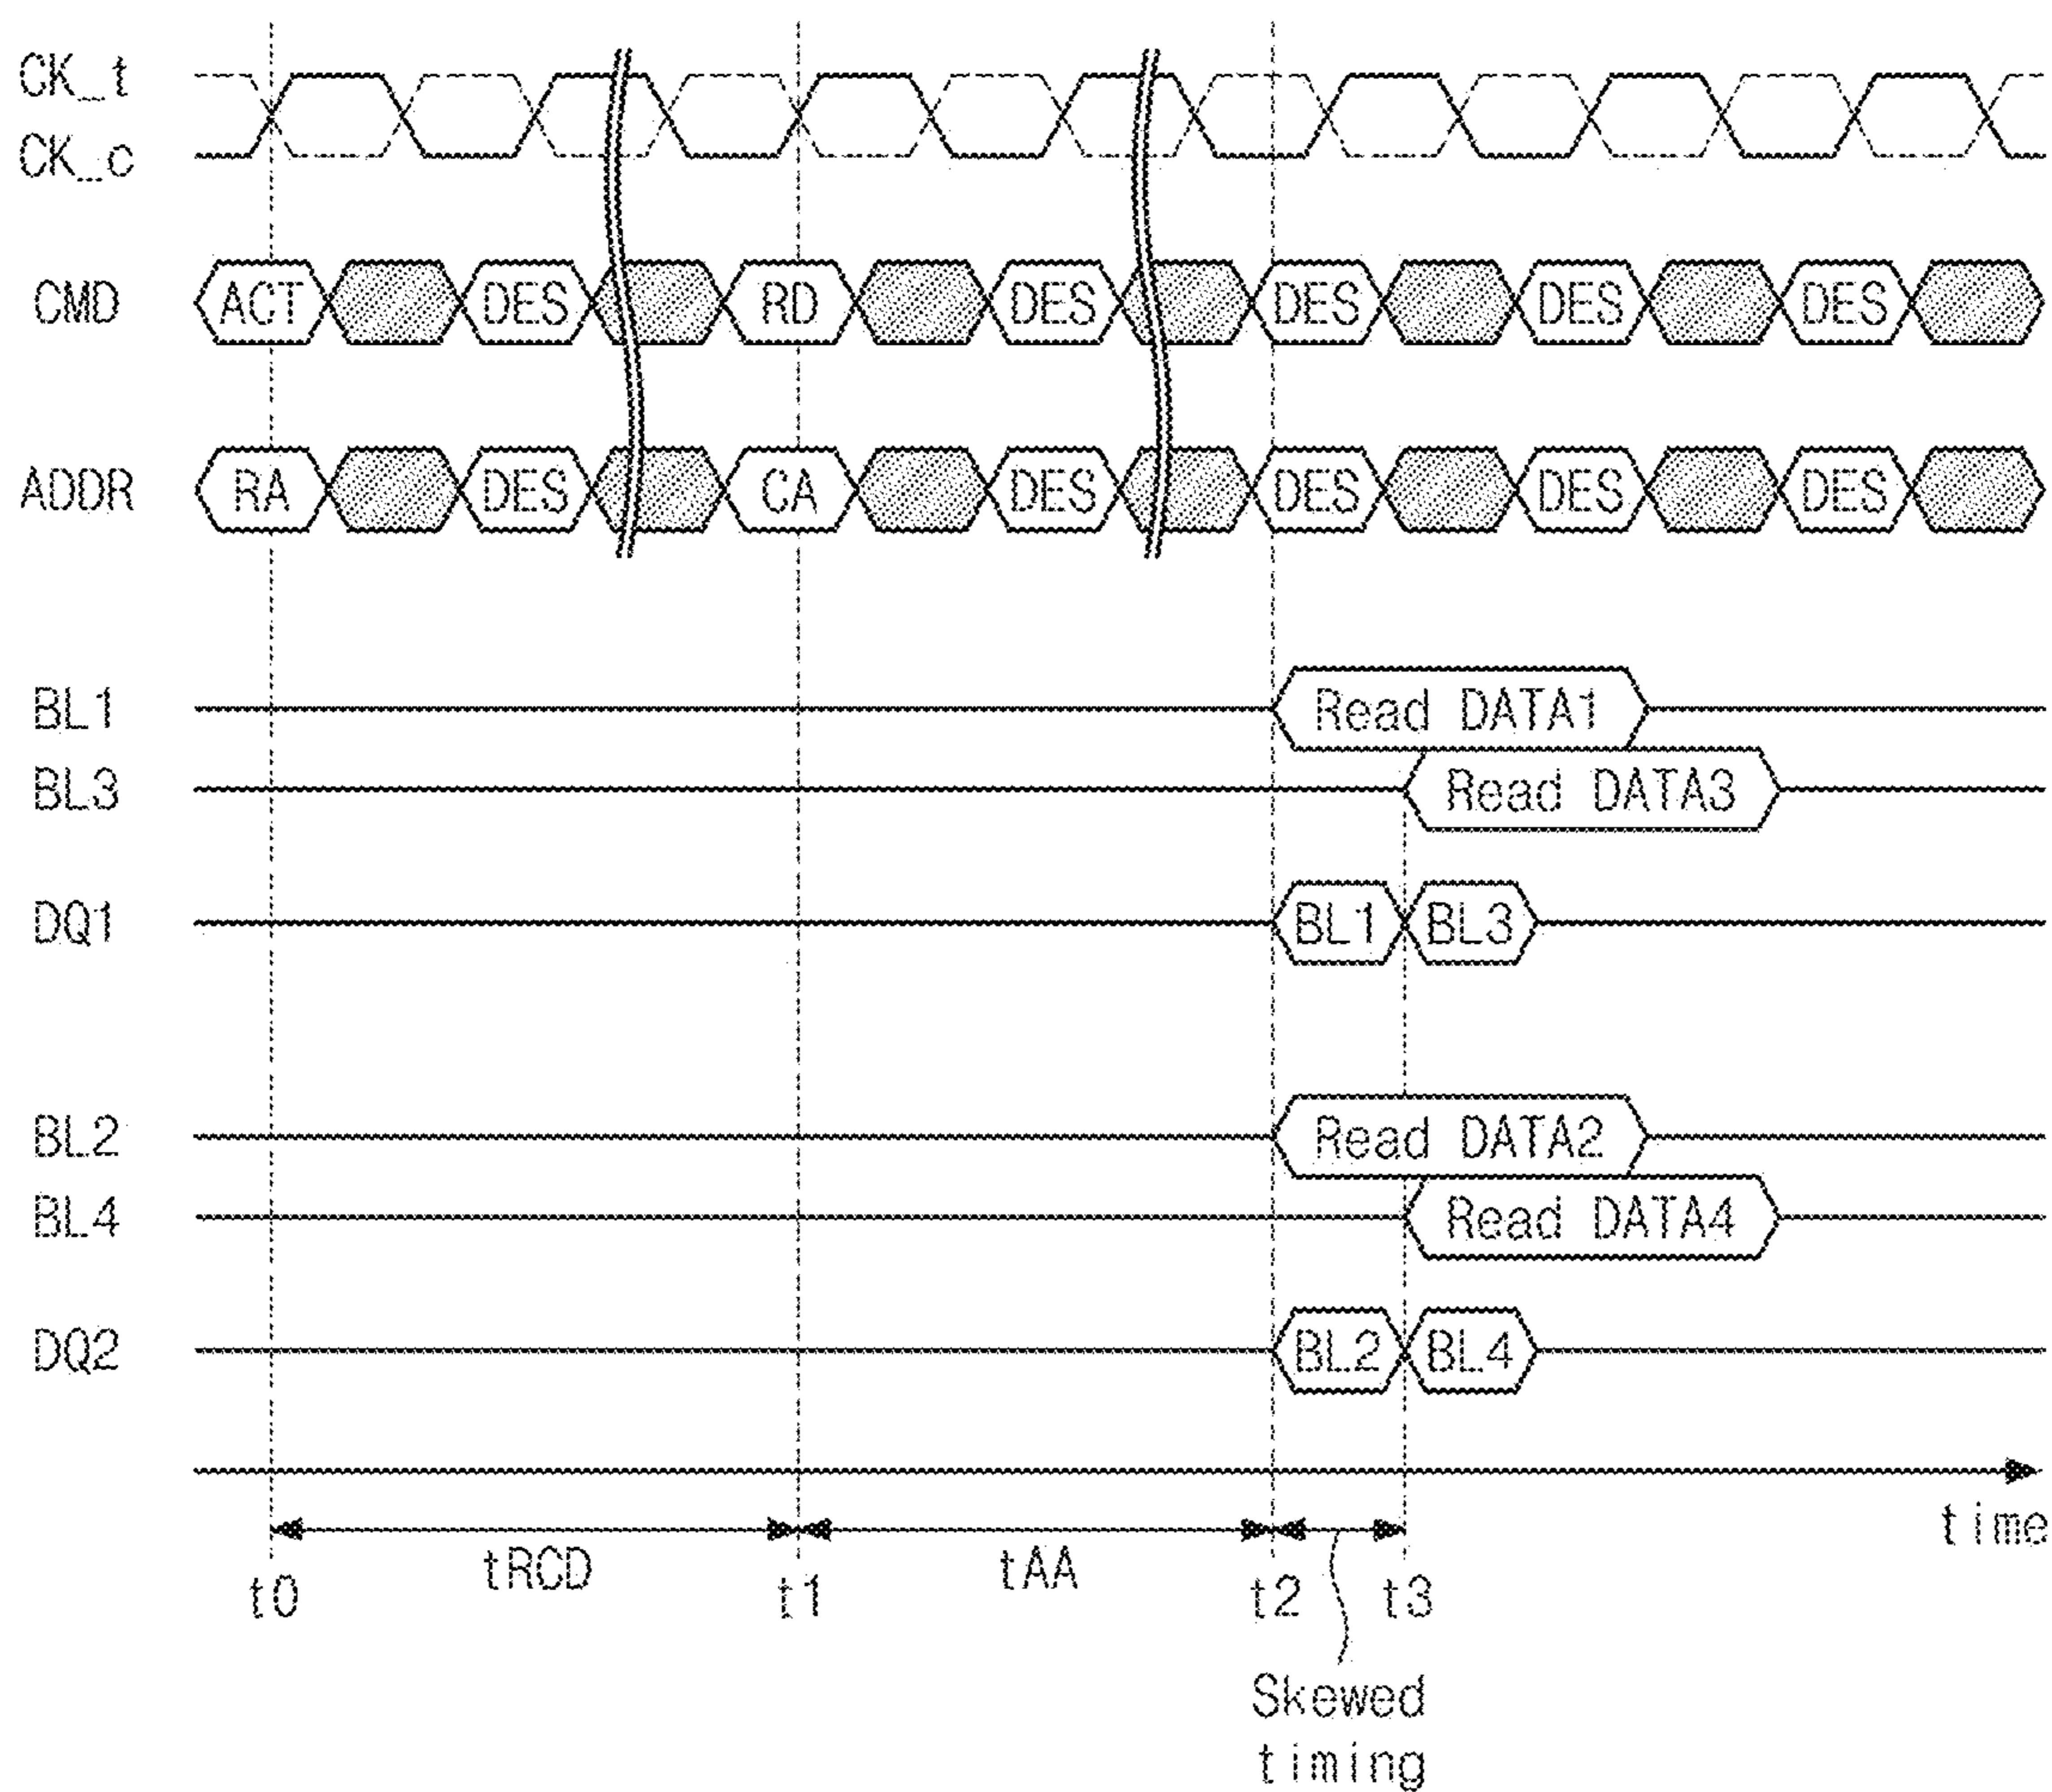 CK_t
CK_c
CMD ACT DES RD DES DES DES DES
ADDR RA DES CA DES DES DES DES
BL1 Read DATA1
BL3 Read DATA3
DQ1 BL1 BL3
BL2 Read DATA2
BL4 Read DATA4
DQ2 BL2 BL4
time
tRCD tAA
t0 t1 t2 t3
Skewed
timing